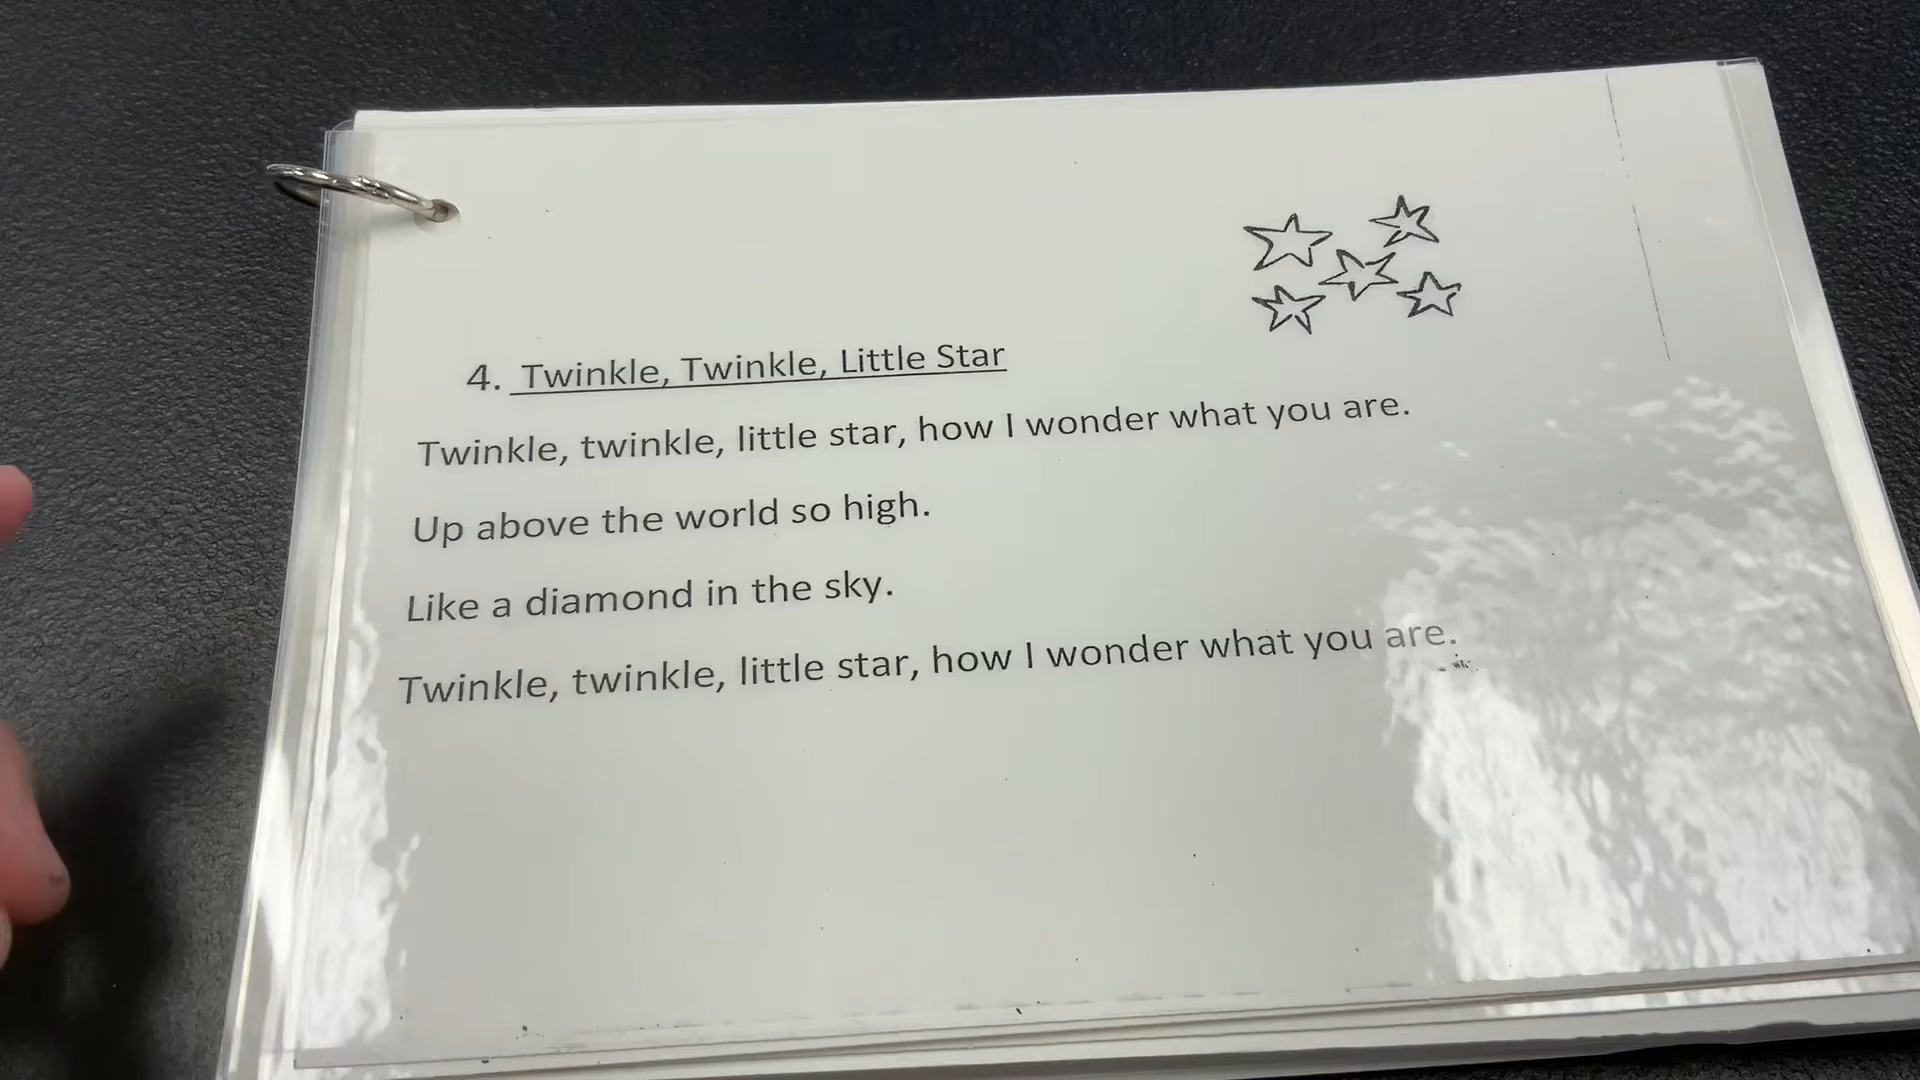 4. Twinkle, Twinkle, Little Star
Twinkle, twinkle, little star, how I wonder what you are.
Up above the world so high.
Like a diamond in the sky.
Twinkle, twinkle, little star, how I wonder what you are.